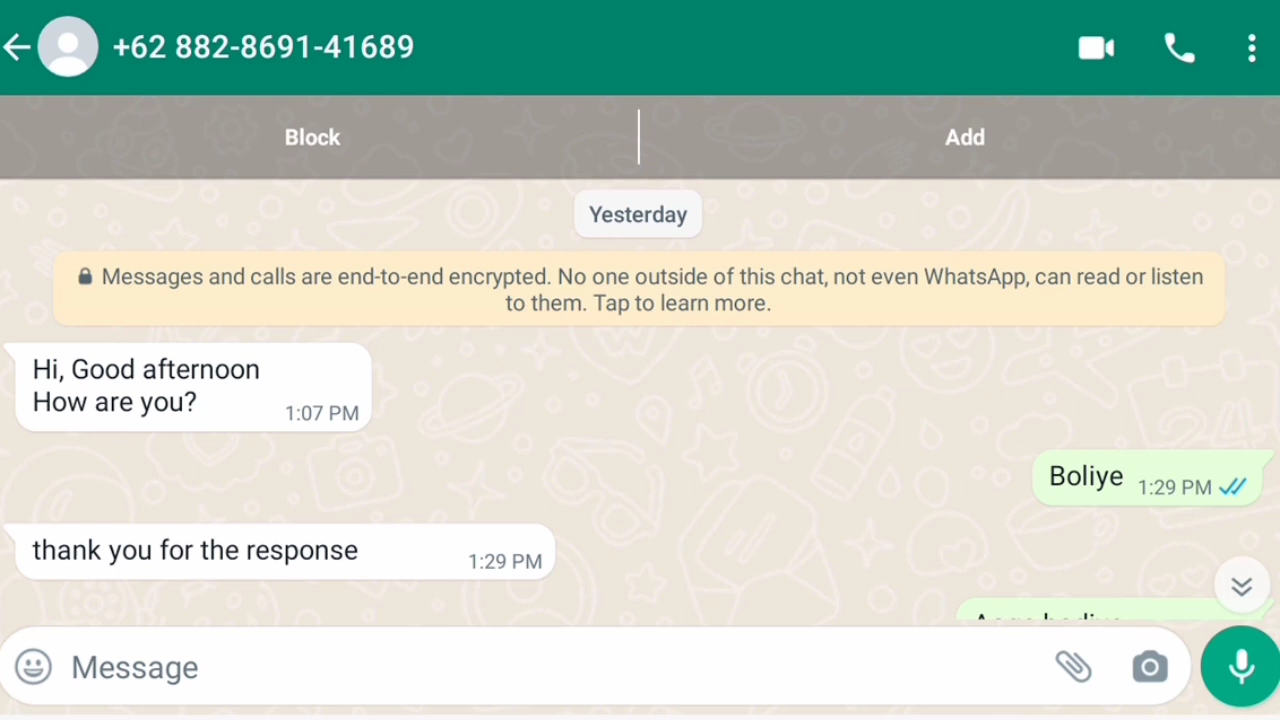 +62 882-8691-41689
Block
Add
Yesterday
Messages and calls are end-to-end encrypted. No one outside of this chat, not even WhatsApp, can read or listen
to them. Tap to learn more.
Hi, Good afternoon
How are you?
1:07 PM
Boliye
1:29 PM
thank you for the response
1:29 PM
Message